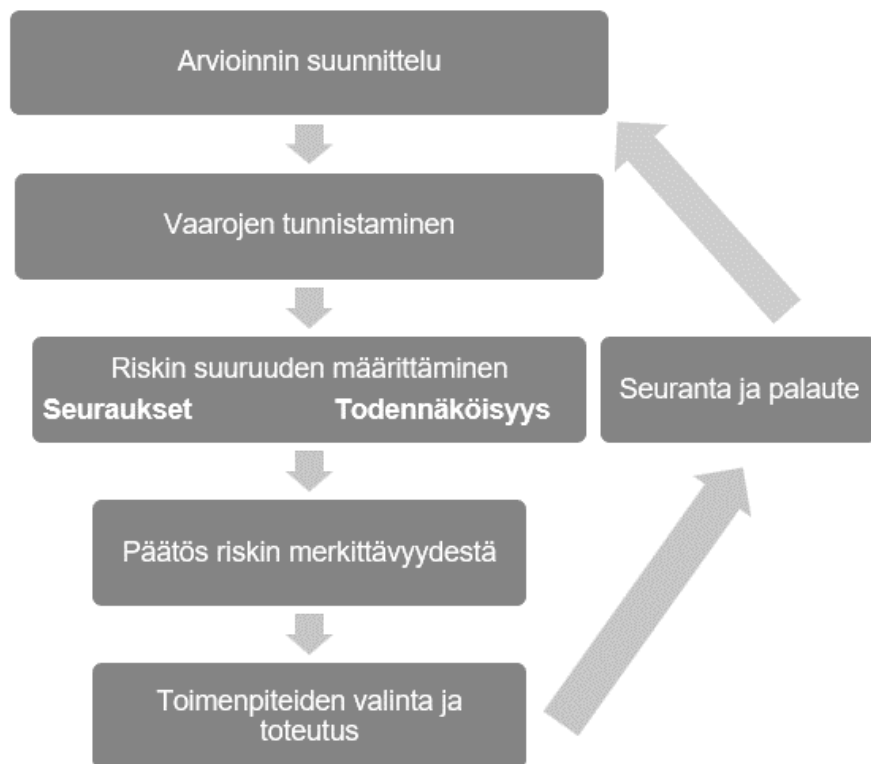 Arvioinnin suunnittelu
Vaarojen tunnistaminen
Riskin suuruuden määrittäminen
Seuraukset Todennäköisyys
Seuranta ja palaute
Päätös riskin merkittävyydestä
Toimenpiteiden valinta ja
toteutus